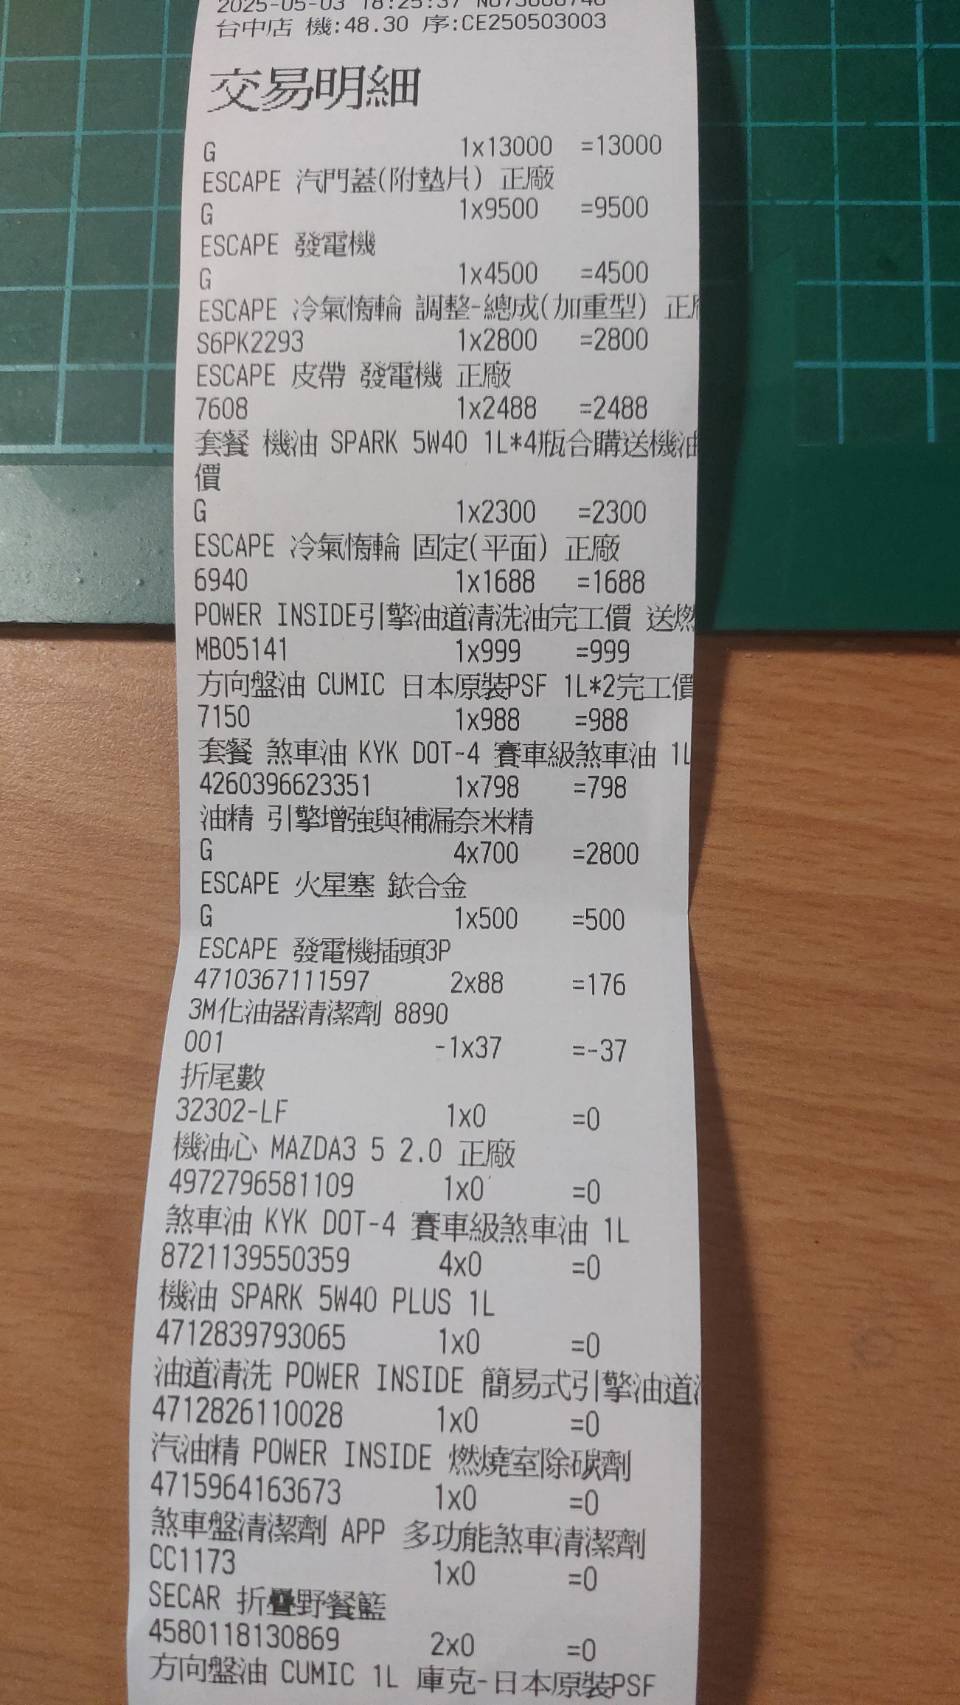 2025-05-03 18:25:37
台中店 機:48.30 序:CE250503003
交易明細
G 1x13000 =13000
ESCAPE 汽門蓋(附墊片) 正廠
G 1x9500 =9500
ESCAPE 發電機
G 1x4500 =4500
ESCAPE 冷氣惰輪 調整-總成(加重型) 正廠
S6PK2293 1x2800 =2800
ESCAPE 皮帶 發電機 正廠
7608 1x2488 =2488
套餐 機油 SPARK 5W40 1L*4瓶合購送機油
價
G 1x2300 =2300
ESCAPE 冷氣惰輪 固定(平面) 正廠
6940 1x1688 =1688
POWER INSIDE引擎油道清洗油完工價 送燃
MB05141 1x999 =999
方向盤油 CUMIC 日本原裝PSF 1L*2完工價
7150 1x988 =988
套餐 煞車油 KYK DOT-4 賽車級煞車油 1L
4260396623351 1x798 =798
油精 引擎增強與補漏奈米精
G 4x700 =2800
ESCAPE 火星塞 銥合金
G 1x500 =500
ESCAPE 發電機插頭3P
4710367111597 2x88 =176
3M化油器清潔劑 8890
001 -1x37 =-37
折尾數
32302-LF 1x0 =0
機油心 MAZDA3 5 2.0 正廠
4972796581109 1x0 =0
煞車油 KYK DOT-4 賽車級煞車油 1L
8721139550359 4x0 =0
機油 SPARK 5W40 PLUS 1L
4712839793065 1x0 =0
油道清洗 POWER INSIDE 簡易式引擎油道
4712826110028 1x0 =0
汽油精 POWER INSIDE 燃燒室除碳劑
4715964163673 1x0 =0
煞車盤清潔劑 APP 多功能煞車清潔劑
CC1173 1x0 =0
SECAR 折疊野餐籃
4580118130869 2x0 =0
方向盤油 CUMIC 1L 庫克-日本原裝PSF